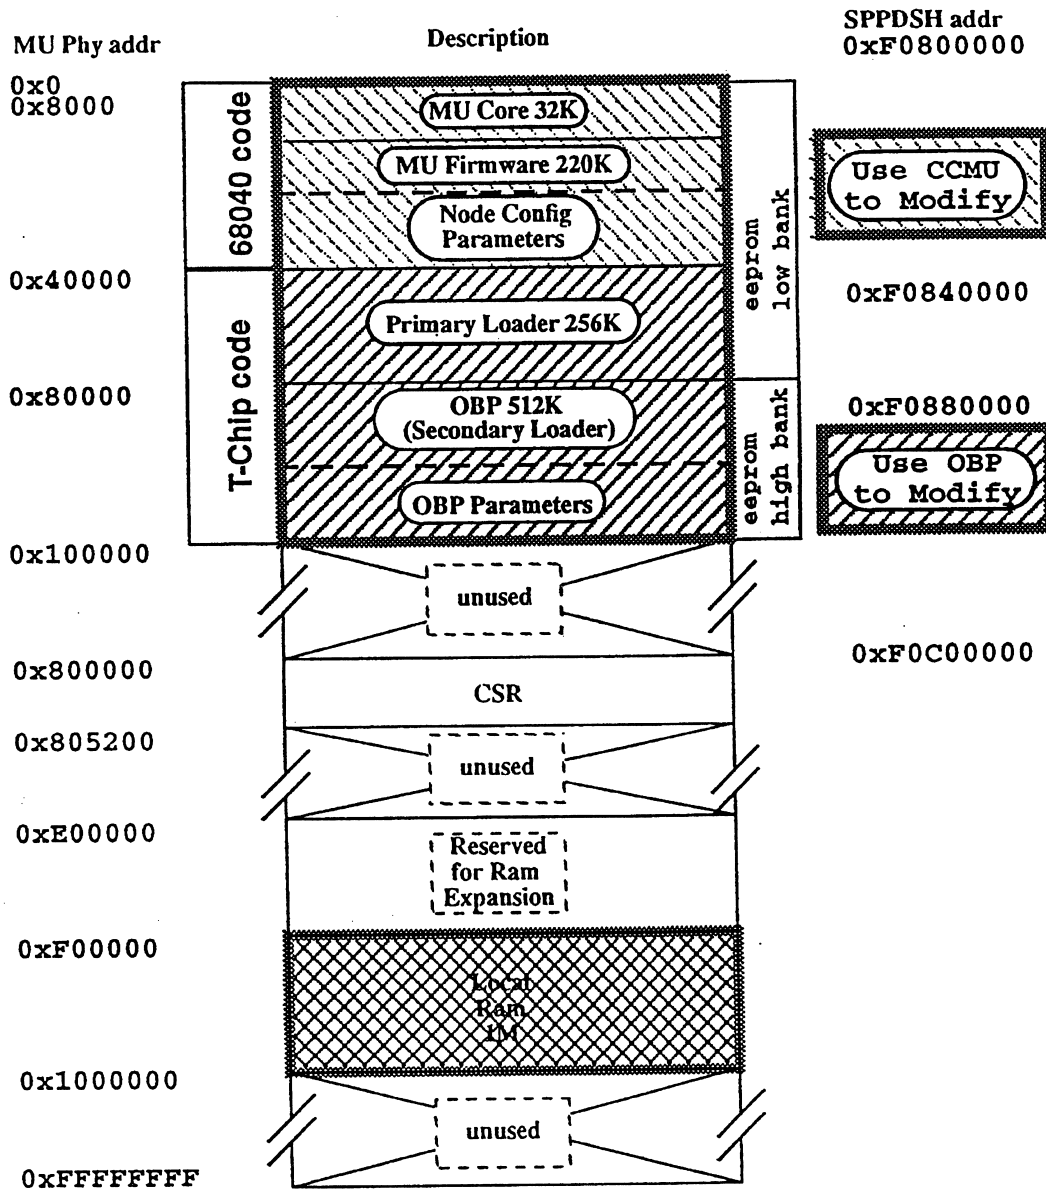 MU Phy addr
Description
SPPDSH addr
0xF0800000
0x0
0x8000
68040 code
MU Core 32K
MU Firmware 220K
Node Config
Parameters
eeprom
low bank
Use CCMU
to Modify
0x40000
0xF0840000
T-Chip code
Primary Loader 256K
0x80000
0xF0880000
OBP 512K
(Secondary Loader)
OBP Parameters
eeprom
high bank
Use OBP
to Modify
0x100000
unused
0x800000
0xF0C00000
CSR
0x805200
unused
0xE00000
Reserved
for Ram
Expansion
0xF00000
Local
Ram
1M
0x1000000
unused
0xFFFFFFFF